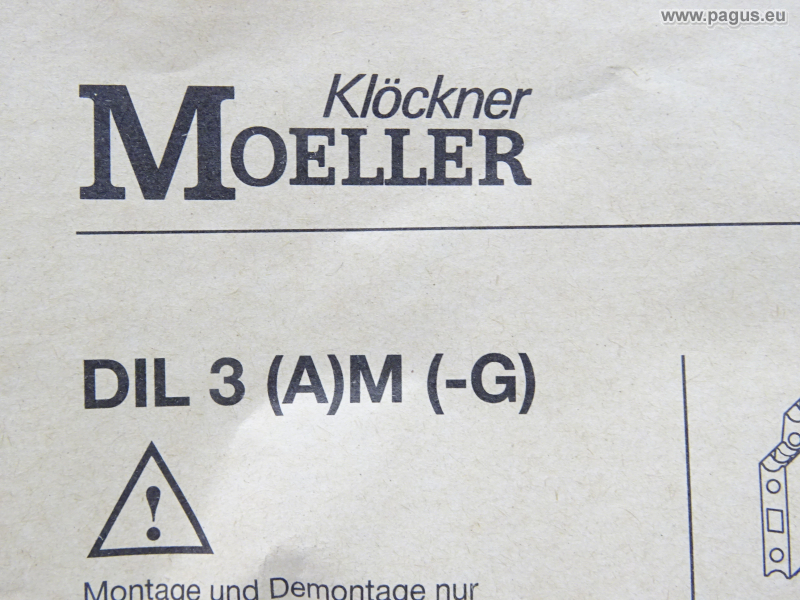 www.pagus.eu
Klöckner
MOELLER
DIL 3 (A)M (-G)
Montage und Demontage nur